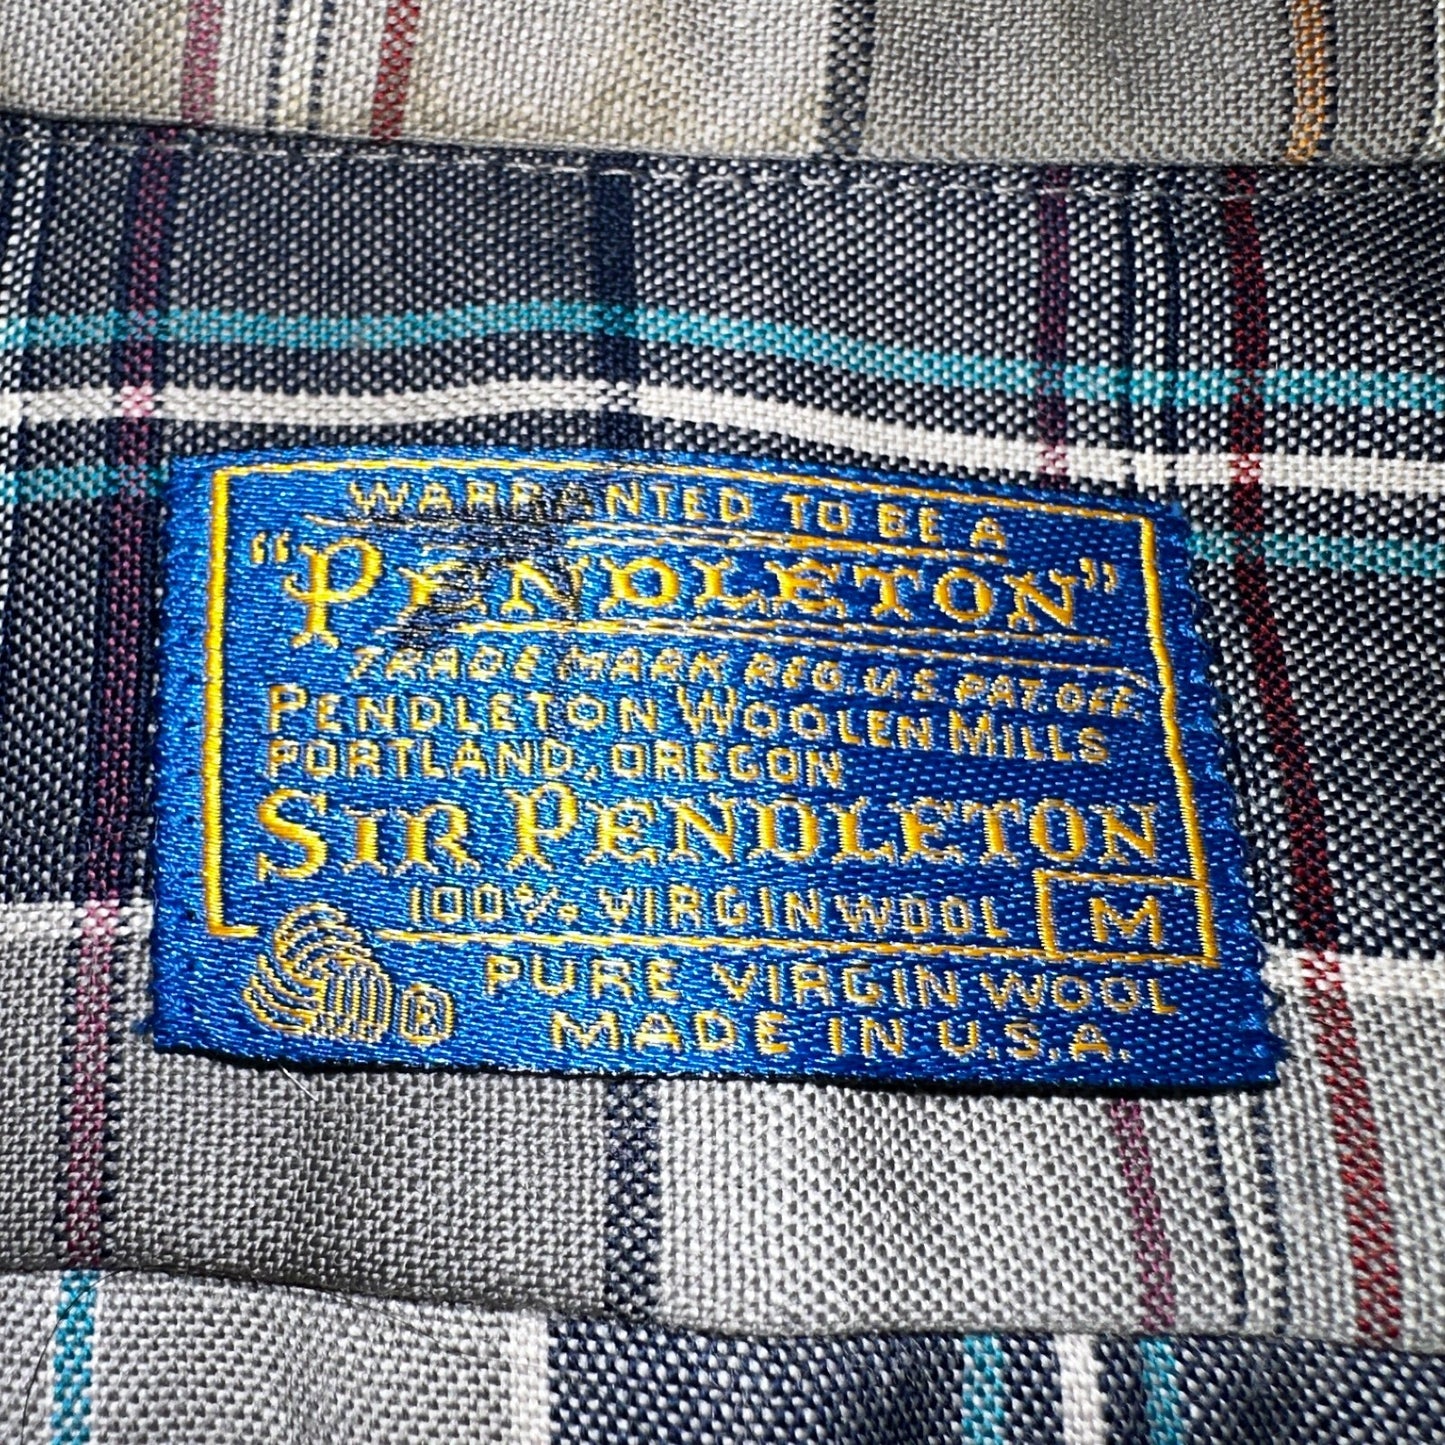 WARRANTED TO BE A
"PENDLETON"
TRADE MARK REG. U.S. PAT. OFF.
PENDLETON WOOLEN MILLS
PORTLAND, OREGON
SIR PENDLETON
100% VIRGIN WOOL M
® PURE VIRGIN WOOL
MADE IN U.S.A.